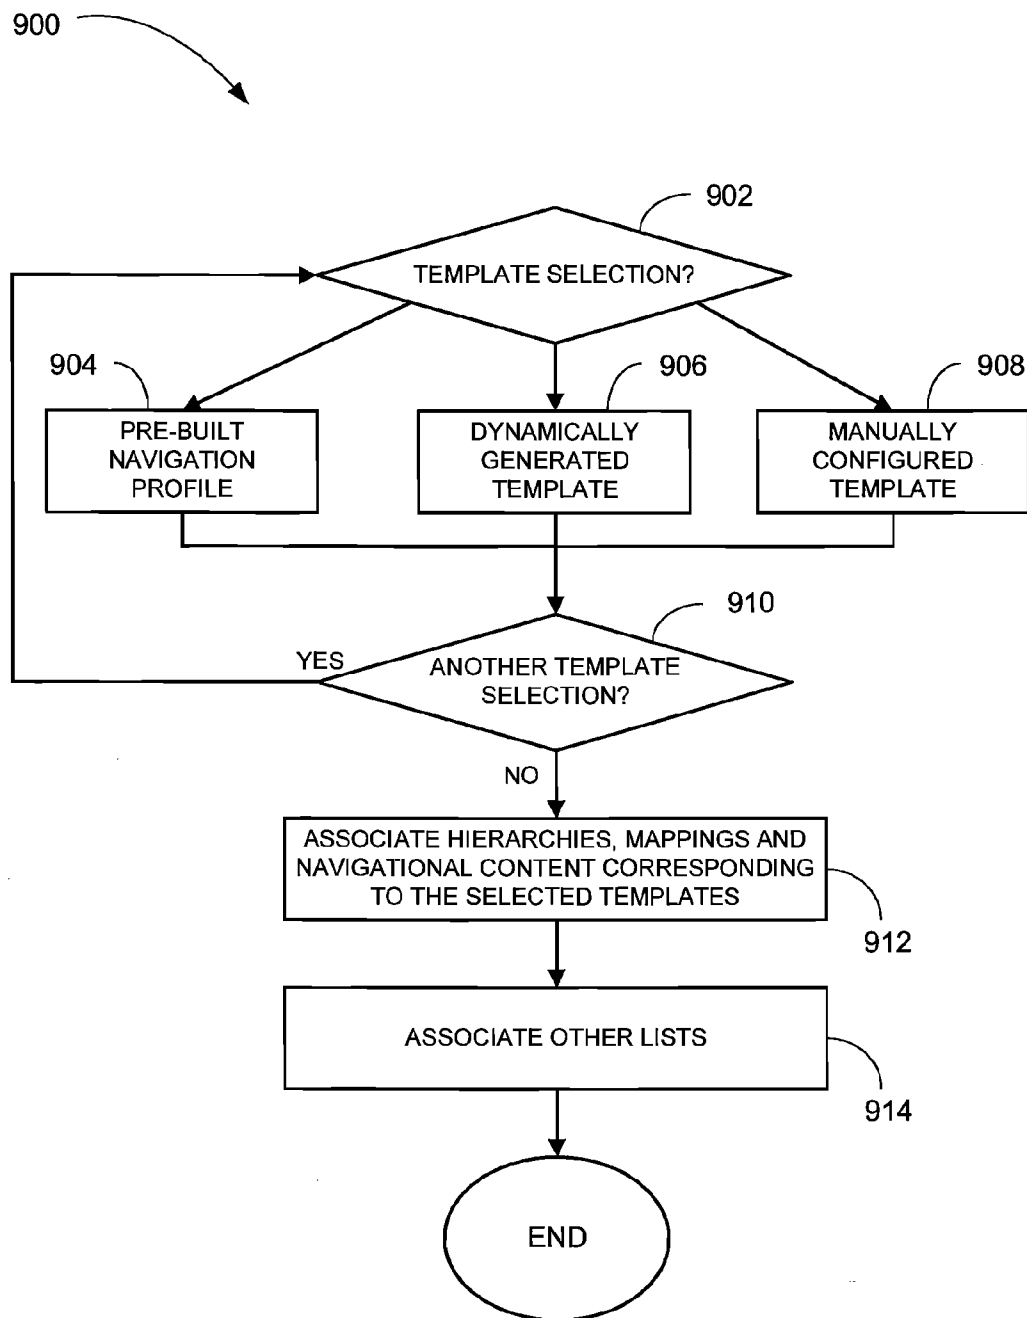 900
902
TEMPLATE SELECTION?
904
906
908
PRE-BUILT
NAVIGATION
PROFILE
DYNAMICALLY
GENERATED
TEMPLATE
MANUALLY
CONFIGURED
TEMPLATE
910
YES
ANOTHER TEMPLATE
SELECTION?
NO
ASSOCIATE HIERARCHIES, MAPPINGS AND
NAVIGATIONAL CONTENT CORRESPONDING
TO THE SELECTED TEMPLATES
912
ASSOCIATE OTHER LISTS
914
END